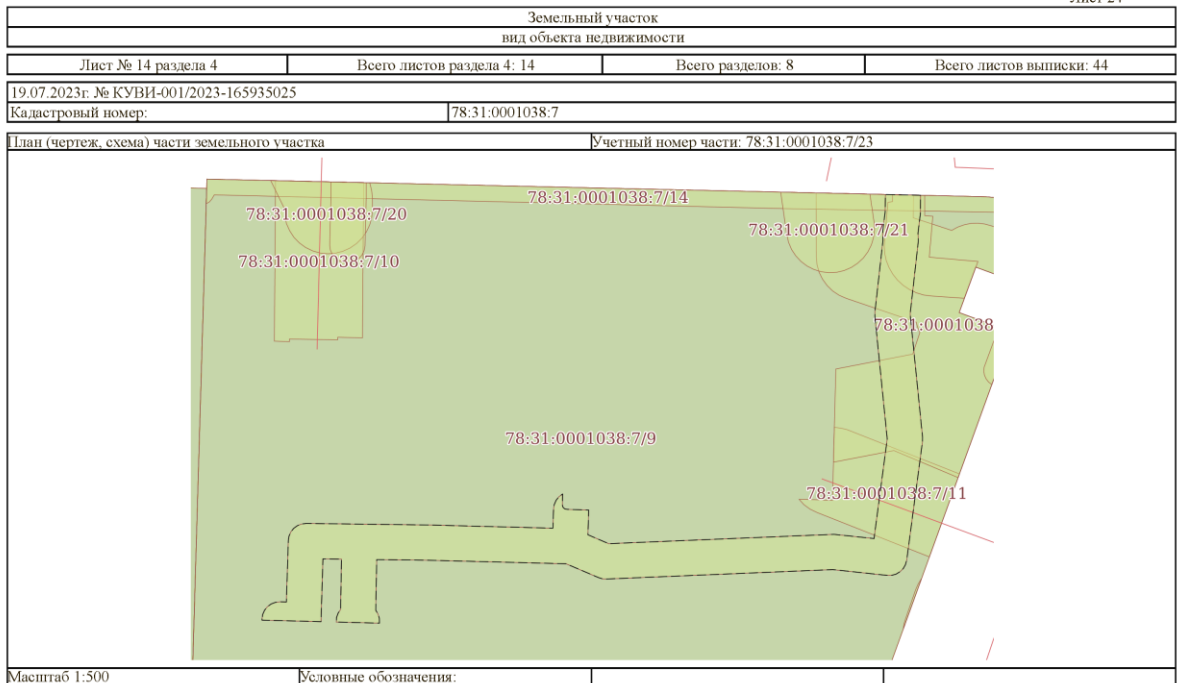 Лист 24
Земельный участок
вид объекта недвижимости
Лист № 14 раздела 4 Всего листов раздела 4: 14 Всего разделов: 8 Всего листов выписки: 44
19.07.2023г. № КУВИ-001/2023-165935025
Кадастровый номер: 78:31:0001038:7
План (чертеж, схема) части земельного участка Учетный номер части: 78:31:0001038:7/23
78:31:0001038:7/14
78:31:0001038:7/20
78:31:0001038:7/21
78:31:0001038:7/10
78:31:0001038
78:31:0001038:7/9
78:31:0001038:7/11
Масштаб 1:500 Условные обозначения: